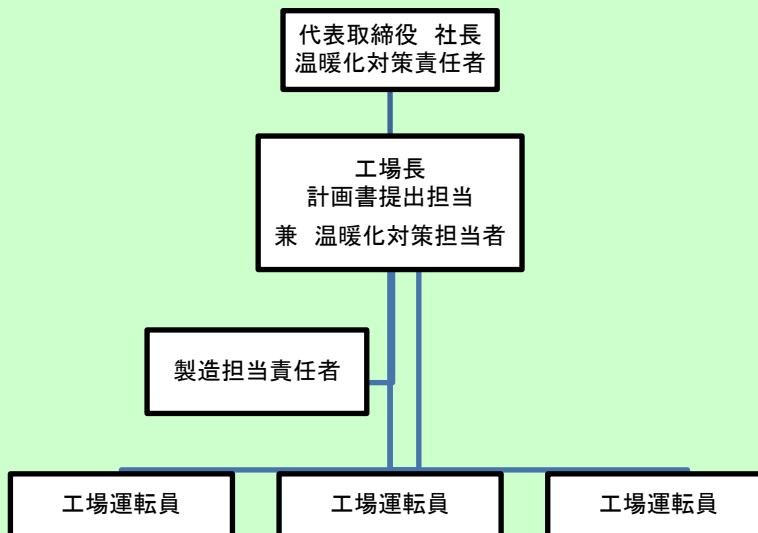 代表取締役 社長
温暖化対策責任者
工場長
計画書提出担当
兼 温暖化対策担当者
製造担当責任者
工場運転員
工場運転員
工場運転員